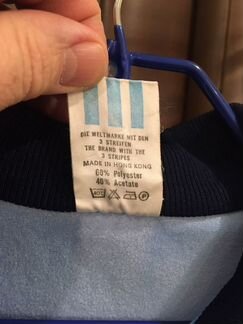 DIE WELTMARKE MIT DEN
3 STREIFEN
THE BRAND WITH THE
3 STRIPES
MADE IN HONG KONG
60% Polyester
40% Acetate